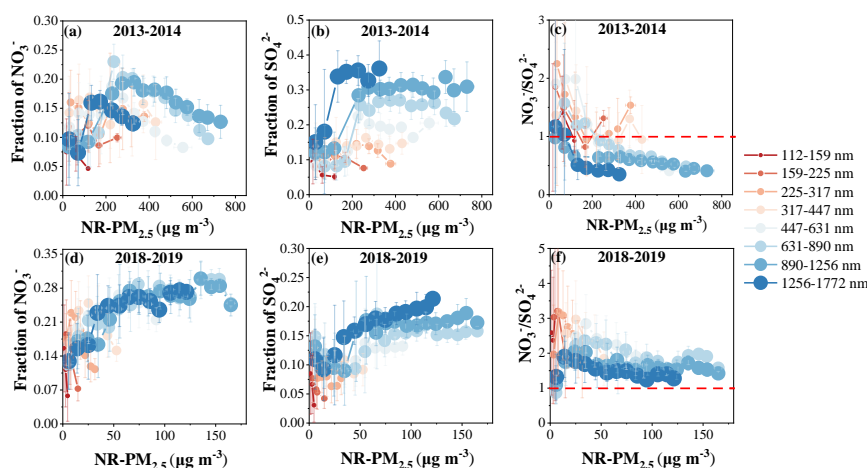 (a) 2013-2014
Fraction of NO₃⁻
0.30
0.25
0.20
0.15
0.10
0.05
0.00
0 200 400 600 800
NR-PM₂.₅ (μg m⁻³)
(b) 2013-2014
Fraction of SO₄²⁻
0.5
0.4
0.3
0.2
0.1
0.0
0 200 400 600 800
NR-PM₂.₅ (μg m⁻³)
(c) 2013-2014
NO₃⁻/SO₄²⁻
3
2
1
0
0 200 400 600 800
NR-PM₂.₅ (μg m⁻³)
112-159 nm
159-225 nm
225-317 nm
317-447 nm
447-631 nm
631-890 nm
890-1256 nm
1256-1772 nm
(d) 2018-2019
Fraction of NO₃⁻
0.35
0.28
0.21
0.14
0.07
0.00
0 50 100 150
NR-PM₂.₅ (μg m⁻³)
(e) 2018-2019
Fraction of SO₄²⁻
0.30
0.25
0.20
0.15
0.10
0.05
0.00
0 50 100 150
NR-PM₂.₅ (μg m⁻³)
(f) 2018-2019
NO₃⁻/SO₄²⁻
5
4
3
2
1
0
0 50 100 150
NR-PM₂.₅ (μg m⁻³)